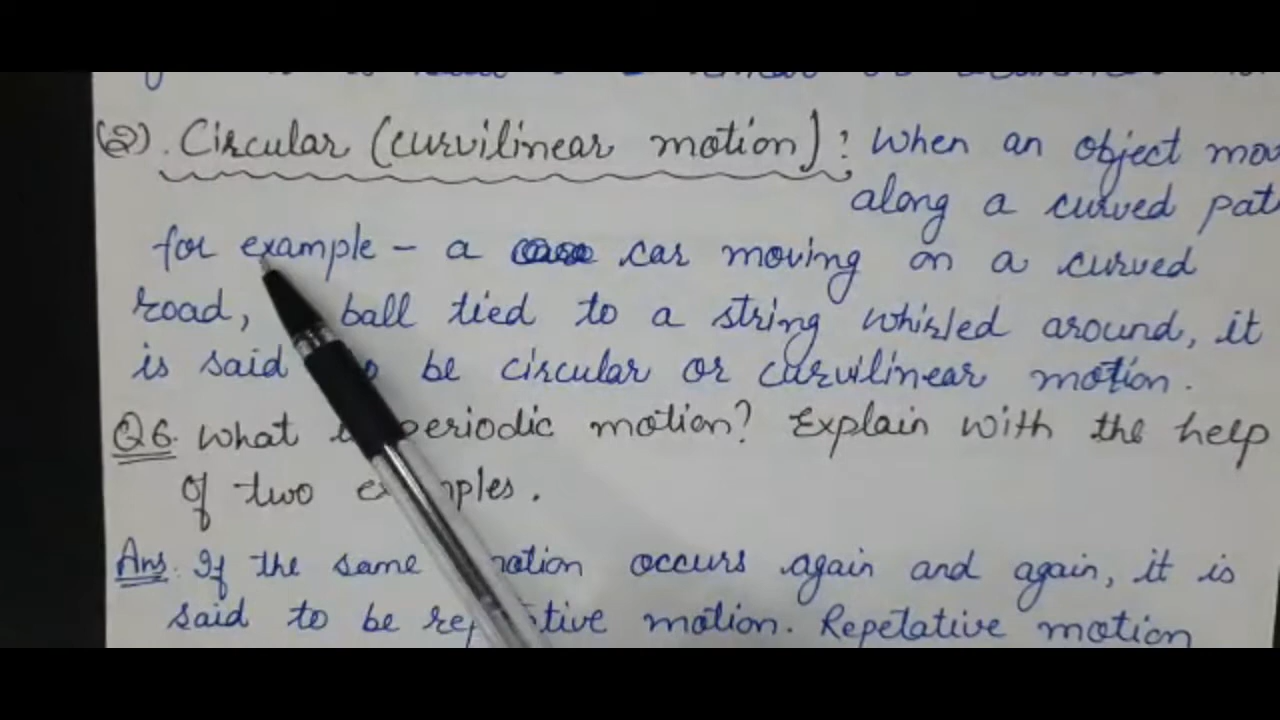 (2). Circular (curvilinear motion) : When an object mov
along a curved pat
for example - a car moving on a curved
road, ball tied to a string whirled around, it
is said be circular or curvilinear motion.
Q6. What periodic motion? Explain with the help
of two examples.
Ans. If the same motion occurs again and again, it is
said to be repetative motion. Repetative motion